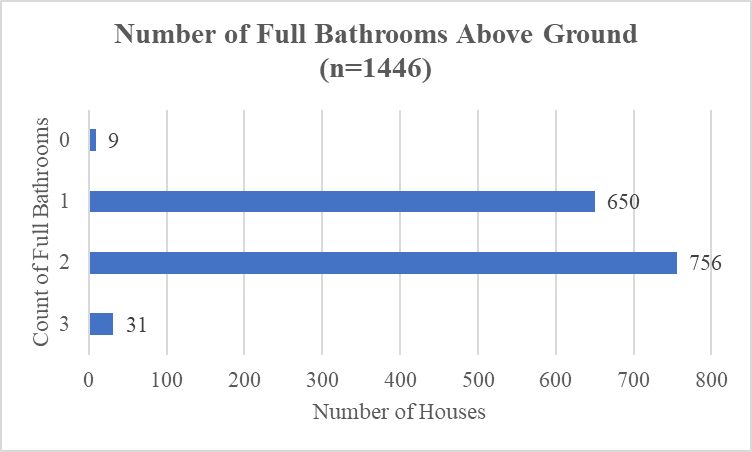 Number of Full Bathrooms Above Ground
(n=1446)
Count of Full Bathrooms
0 9
1 650
2 756
3 31
0 100 200 300 400 500 600 700 800
Number of Houses